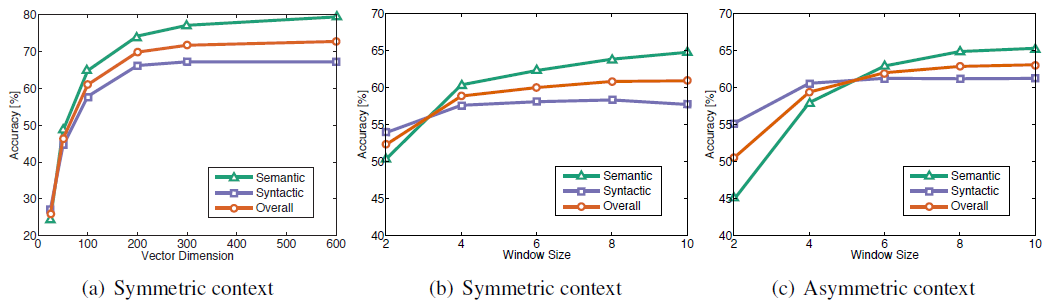 80
70
60
50
40
30
20
0
100
200
300
400
500
600
Accuracy [%]
Vector Dimension
Semantic
Syntactic
Overall
(a) Symmetric context
70
65
60
55
50
45
40
2
4
6
8
10
Accuracy [%]
Window Size
Semantic
Syntactic
Overall
(b) Symmetric context
70
65
60
55
50
45
40
2
4
6
8
10
Accuracy [%]
Window Size
Semantic
Syntactic
Overall
(c) Asymmetric context